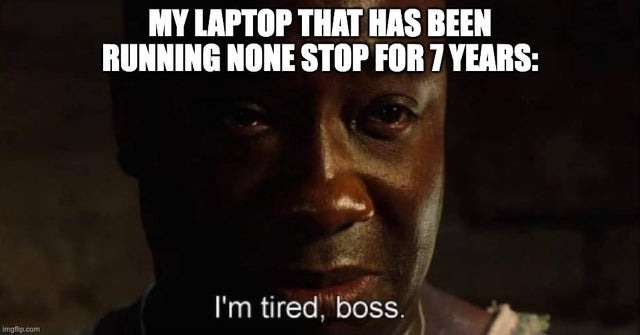 MY LAPTOP THAT HAS BEEN
RUNNING NONE STOP FOR 7 YEARS:
I'm tired, boss.
imgflip.com